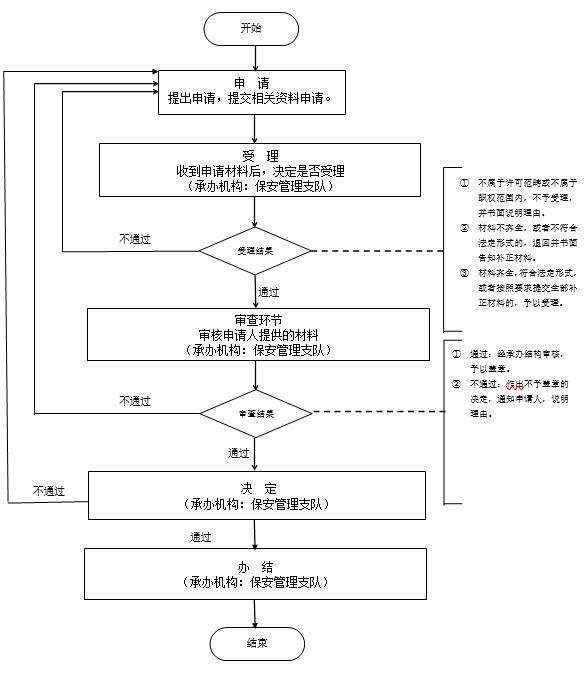 开始
申　请
提出申请，提交相关资料申请。
受　理
收到申请材料后，决定是否受理
（承办机构：保安管理支队）
受理结果
不通过
通过
① 不属于许可范畴或不属于
职权范围内，不予受理，
并书面说明理由。
② 材料不齐全，或者不符合
法定形式的，退回并书面
告知补正材料。
③ 材料齐全，符合法定形式，
或者按照要求提交全部补
正材料的，予以受理。
审查环节
审核申请人提供的材料
（承办机构：保安管理支队）
审查结果
不通过
通过
① 通过：经承办结构审核，
予以盖章。
② 不通过：作出不予盖章的
决定，通知申请人，说明
理由。
决　定
（承办机构：保安管理支队）
不通过
通过
办　结
（承办机构：保安管理支队）
结束